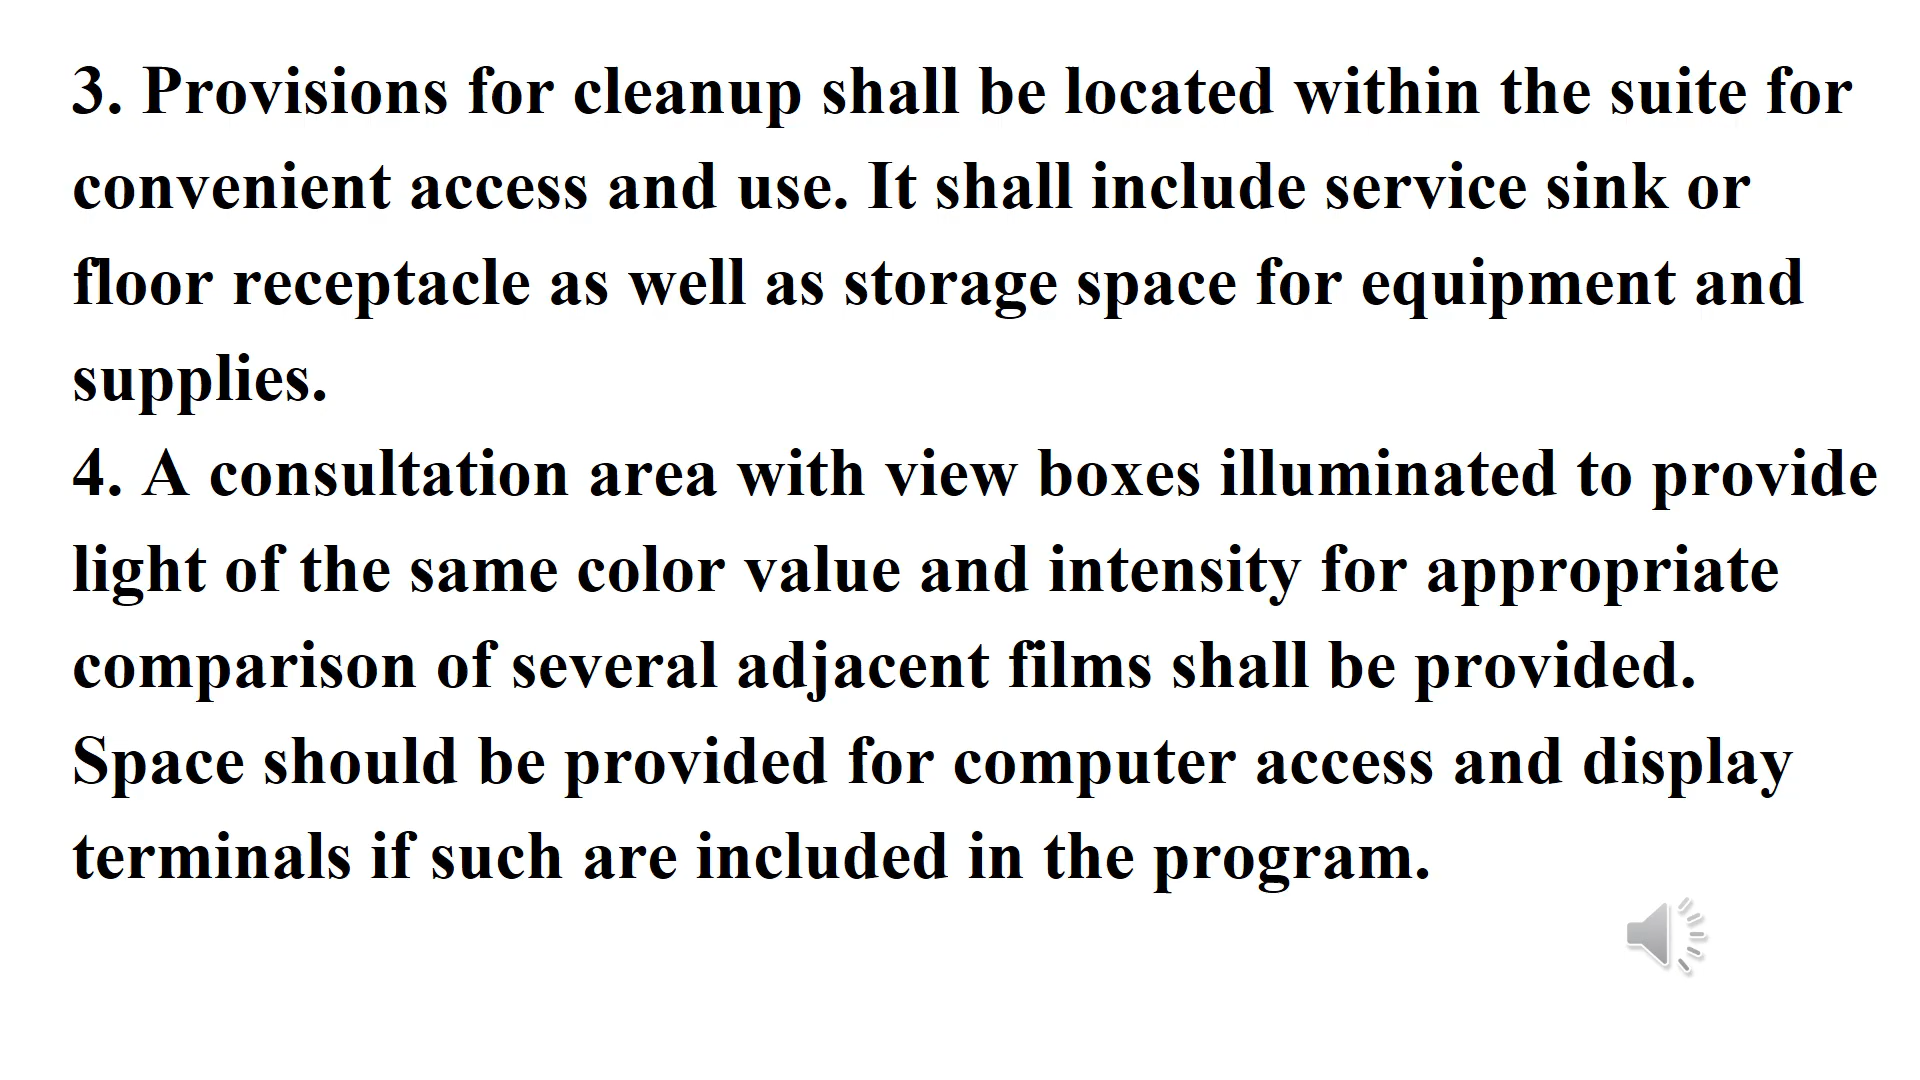 3. Provisions for cleanup shall be located within the suite for
convenient access and use. It shall include service sink or
floor receptacle as well as storage space for equipment and
supplies.
4. A consultation area with view boxes illuminated to provide
light of the same color value and intensity for appropriate
comparison of several adjacent films shall be provided.
Space should be provided for computer access and display
terminals if such are included in the program.